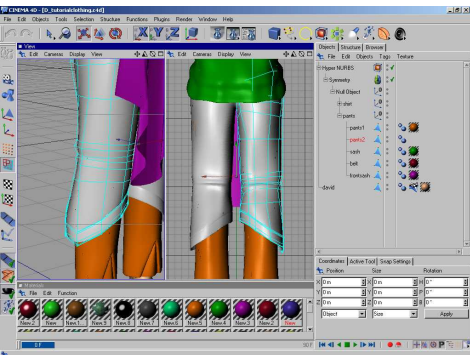 CINEMA 4D - [D_tutorialclothing.c4d]
File Edit Objects Tools Selection Structure Functions Plugins Render Window Help
View
Edit Cameras Display View
Edit Cameras Display View
Objects Structure Browser
File Edit Objects Tags Texture
Hyper NURBS
Symmetry
Null Object
shirt
pants
pants1
pants2
sash
belt
frontsash
david
Coordinates Active Tool Snap Settings
Position Size Rotation
X 0 m X 0 m H 0 °
Y 0 m Y 0 m P 0 °
Z 0 m Z 0 m B 0 °
Object Size Apply
Materials
File Edit Function
New.2 New New.1 New.9 New.8 New.7 New.6 New.5 New.4 New.3 New.2 New
0 F